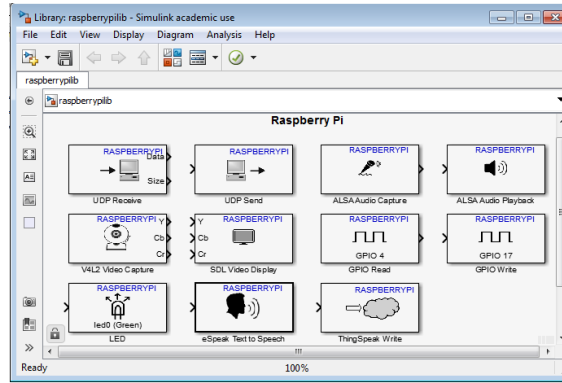 Library: raspberrypilib - Simulink academic use
File Edit View Display Diagram Analysis Help
raspberrypilib
raspberrypilib
Raspberry Pi
RASPBERRYPI RASPBERRYPI RASPBERRYPI RASPBERRYPI
Data
Size
UDP Receive UDP Send ALSA Audio Capture ALSA Audio Playback
RASPBERRYPI RASPBERRYPI RASPBERRYPI RASPBERRYPI
Y Y
Cb Cb GPIO 4 GPIO 17
Cr Cr
V4L2 Video Capture SDL Video Display GPIO Read GPIO Write
RASPBERRYPI RASPBERRYPI RASPBERRYPI
led0 (Green)
LED eSpeak Text to Speech ThingSpeak Write
Ready 100%